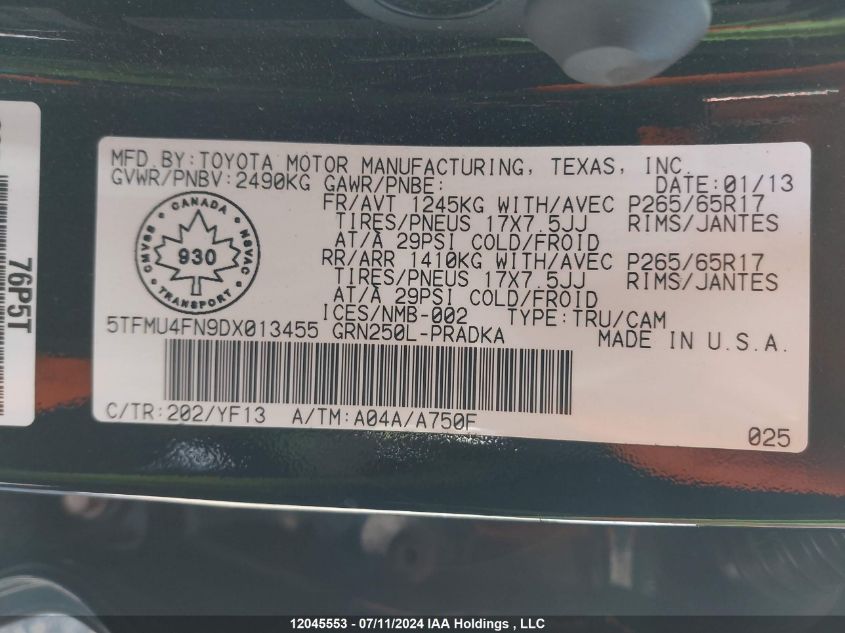 MFD.BY:TOYOTA MOTOR MANUFACTURING, TEXAS, INC.
GVWR/PNBV:2490KG GAWR/PNBE: DATE:01/13
FR/AVT 1245KG WITH/AVEC P265/65R17
TIRES/PNEUS 17X7.5JJ RIMS/JANTES
AT/À 29PSI COLD/FROID
RR/ARR 1410KG WITH/AVEC P265/65R17
TIRES/PNEUS 17X7.5JJ RIMS/JANTES
AT/À 29PSI COLD/FROID
ICES/NMB-002 TYPE:TRU/CAM
CANADA
CMVSS 930 NSVAC
TRANSPORT
5TFMU4FN9DX013455 GRN250L-PRADKA MADE IN U.S.A.
C/TR:202/YF13 A/TM:A04A/A750F
025
76P5T
12045553 - 07/11/2024 IAA Holdings , LLC